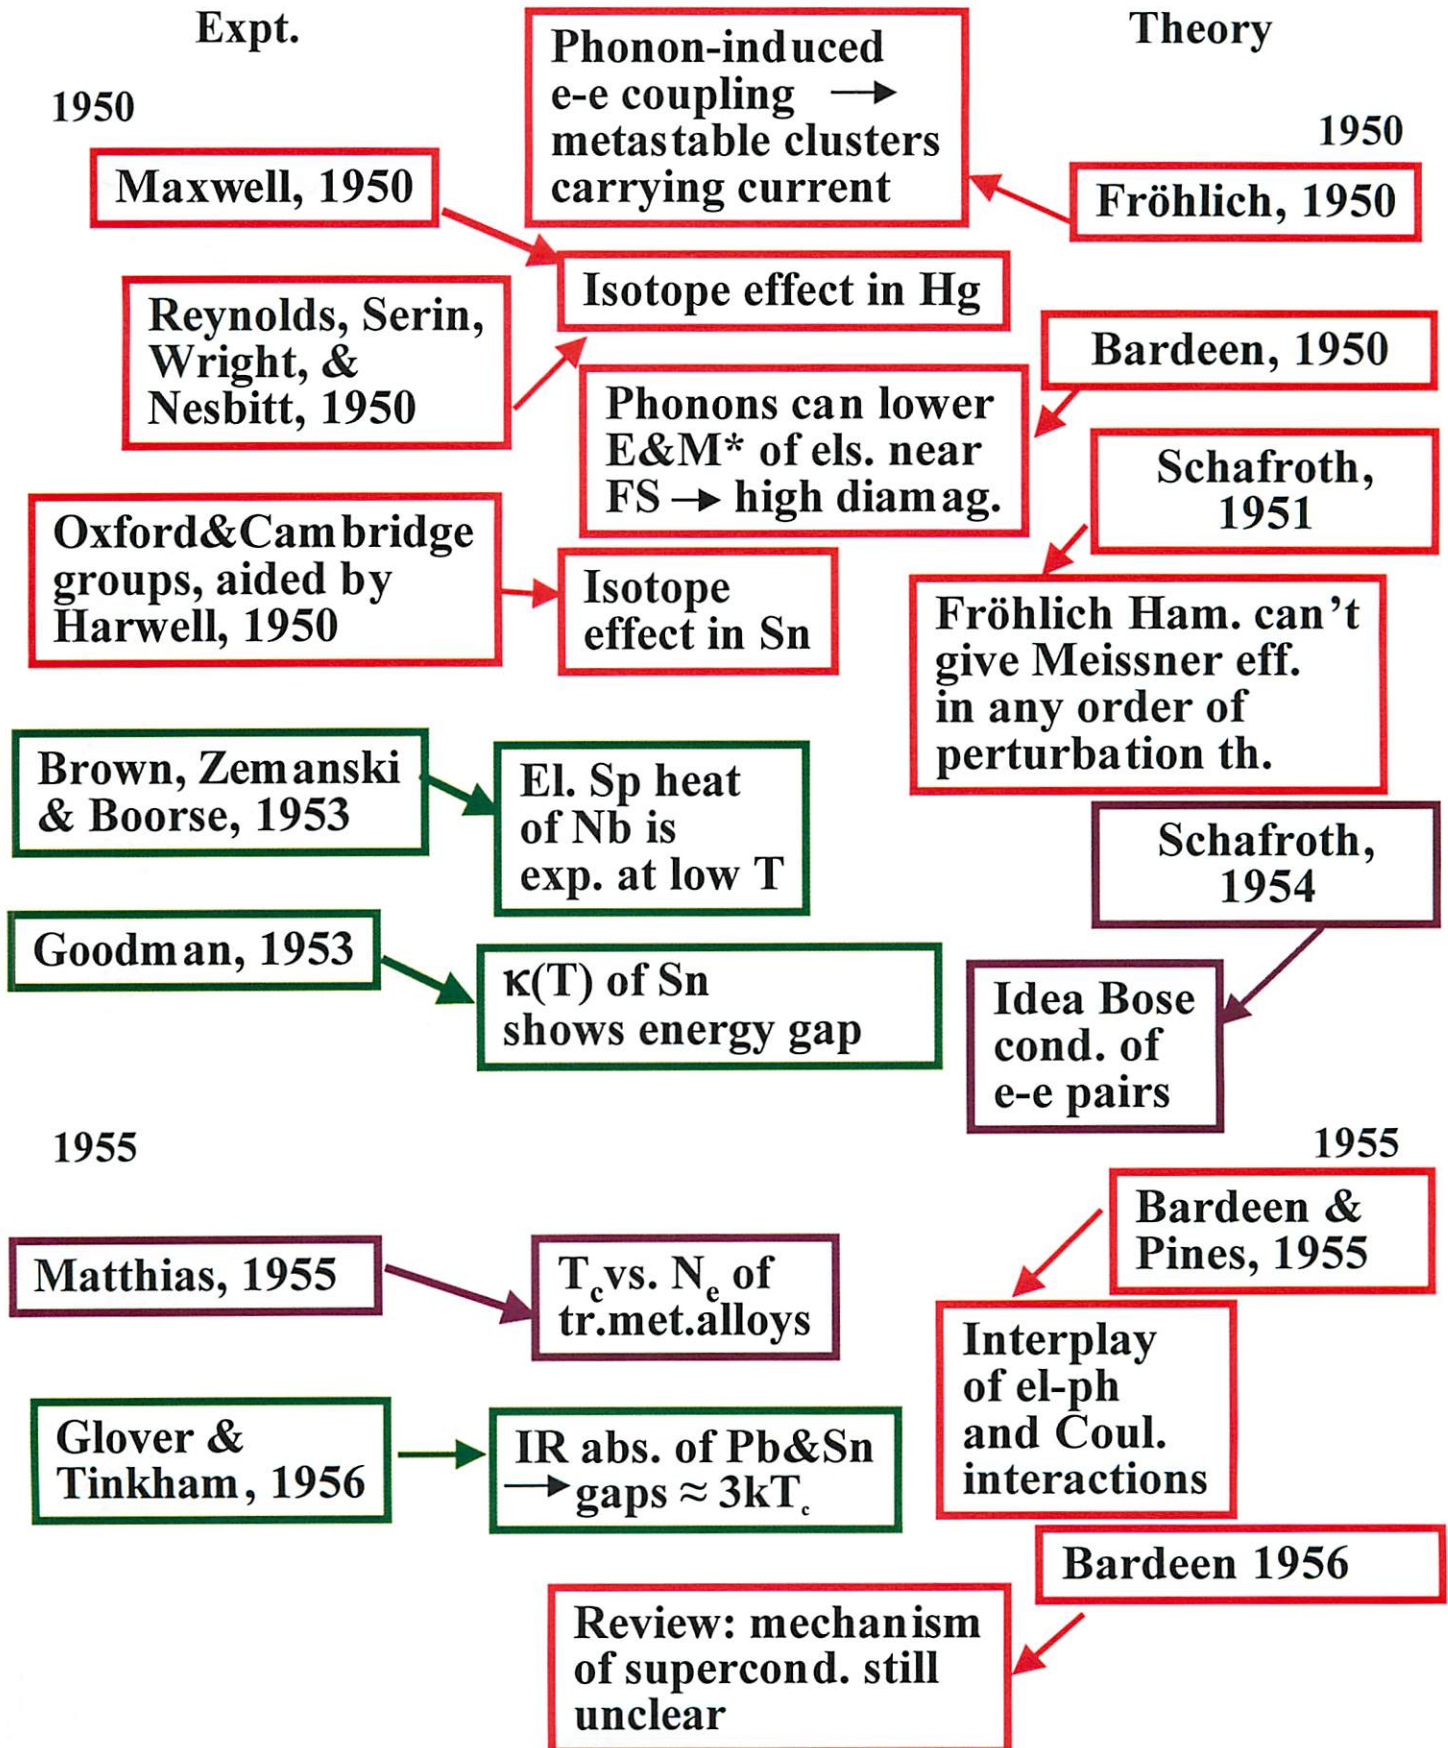 Expt.
Theory
1950
1950
Phonon-induced
e-e coupling →
metastable clusters
carrying current
Maxwell, 1950
Fröhlich, 1950
Isotope effect in Hg
Reynolds, Serin,
Wright, &
Nesbitt, 1950
Bardeen, 1950
Phonons can lower
E&M* of els. near
FS → high diamag.
Schafroth,
1951
Oxford&Cambridge
groups, aided by
Harwell, 1950
Isotope
effect in Sn
Fröhlich Ham. can't
give Meissner eff.
in any order of
perturbation th.
Brown, Zemanski
& Boorse, 1953
El. Sp heat
of Nb is
exp. at low T
Schafroth,
1954
Goodman, 1953
κ(T) of Sn
shows energy gap
Idea Bose
cond. of
e-e pairs
1955
1955
Bardeen &
Pines, 1955
Matthias, 1955
Tc vs. Ne of
tr.met.alloys
Interplay
of el-ph
and Coul.
interactions
Glover &
Tinkham, 1956
IR abs. of Pb&Sn
→ gaps ≈ 3kTc
Bardeen 1956
Review: mechanism
of supercond. still
unclear